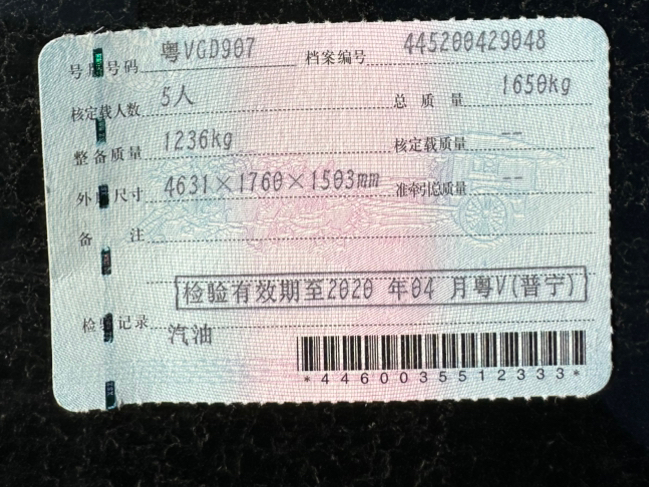 号牌号码 粤VGD907 档案编号 445200429048
核定载人数 5人 总质量 1650kg
整备质量 1236kg 核定载质量 --
外廓尺寸 4631×1760×1503mm 准牵引总质量 --
备注
检验有效期至2020 年04 月粤V(普宁)
检验记录
汽油
*4460035512333*